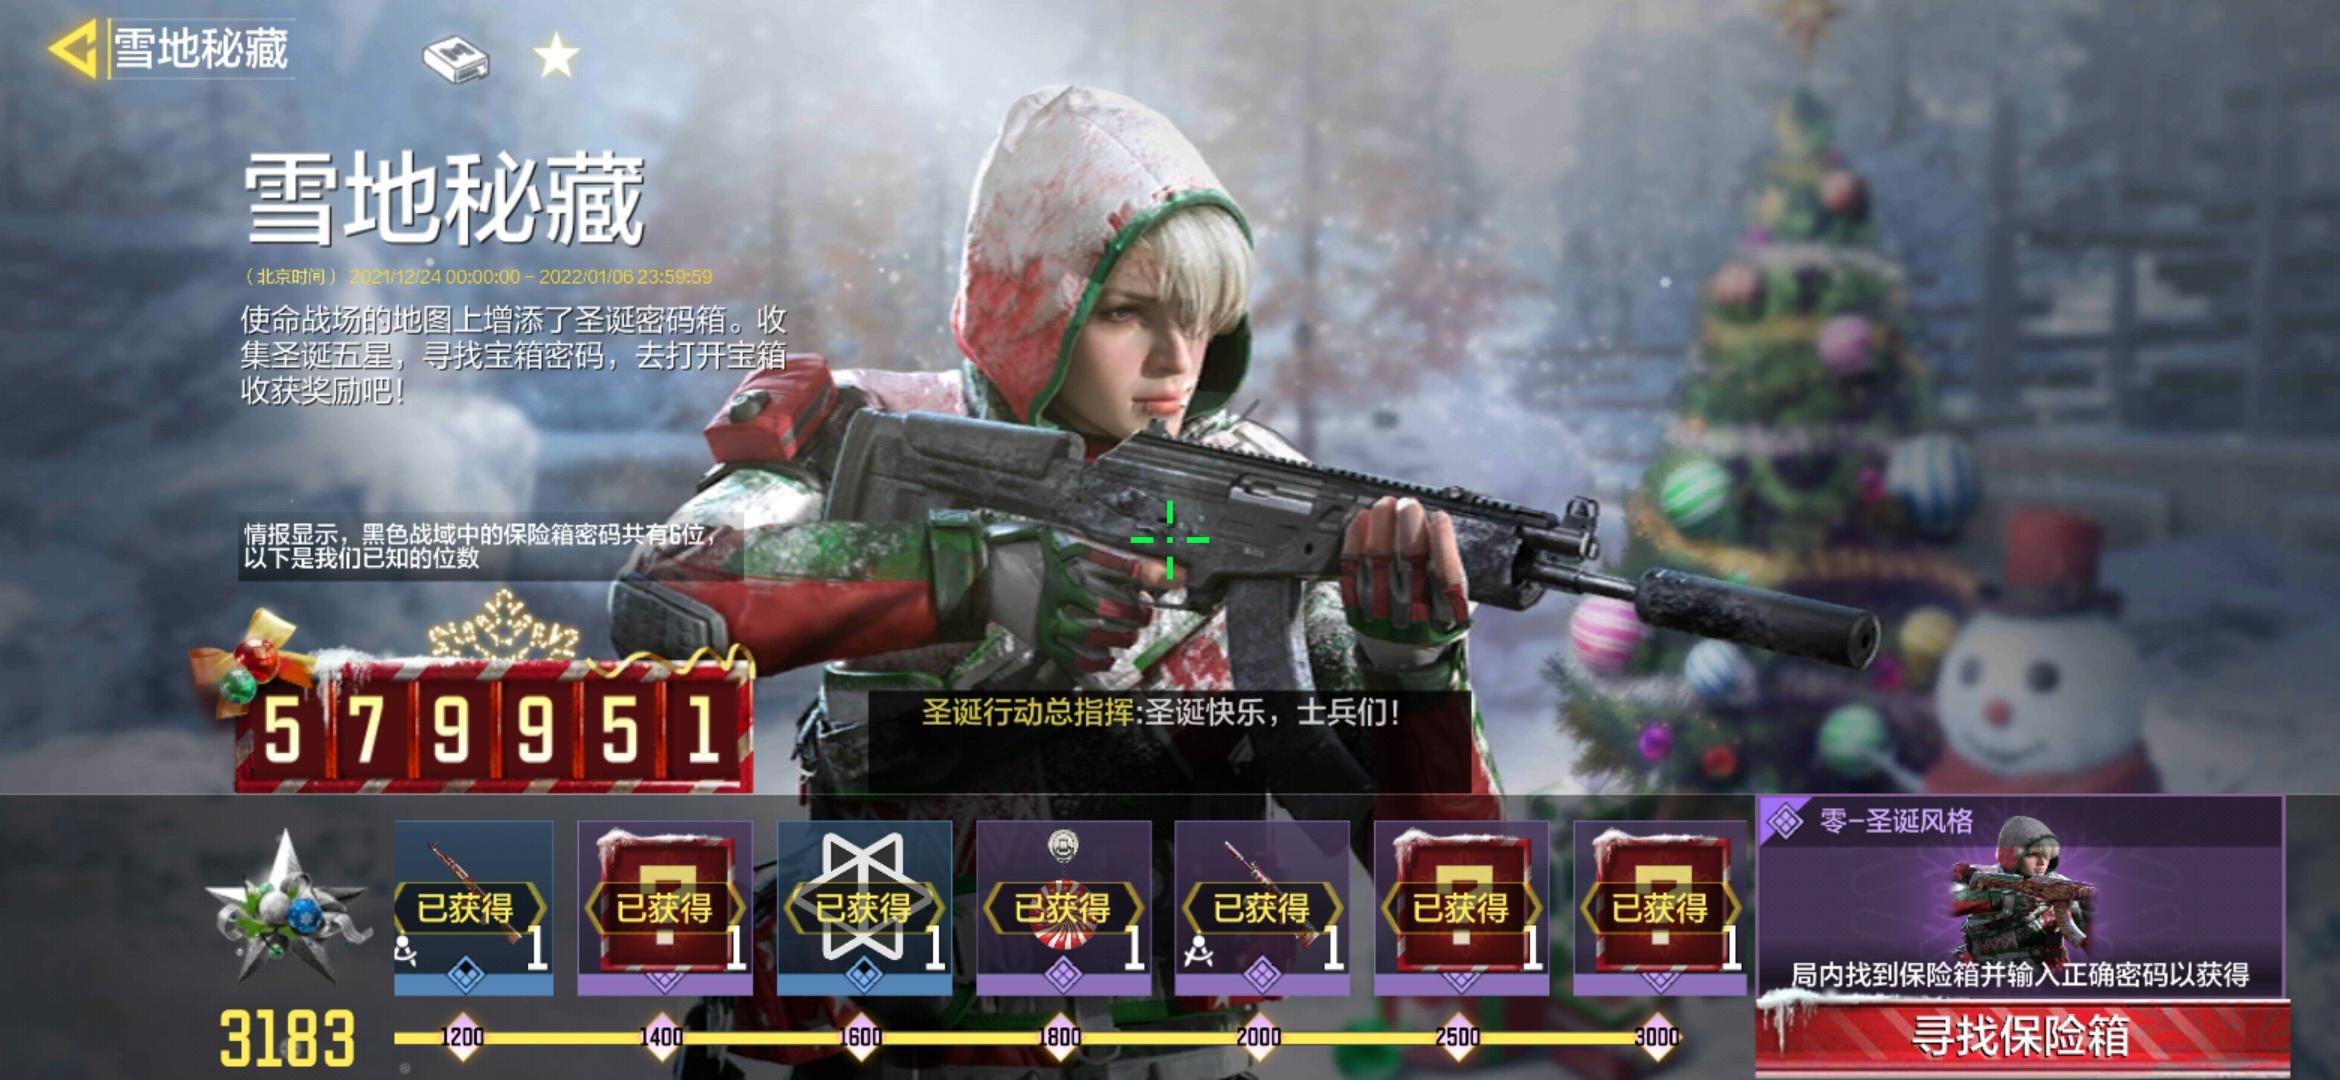 雪地秘藏
雪地秘藏
（北京时间）2021/12/24 00:00:00 - 2022/01/06 23:59:59
使命战场的地图上增添了圣诞密码箱。收
集圣诞五星，寻找宝箱密码，去打开宝箱
收获奖励吧！
情报显示，黑色战域中的保险箱密码共有6位，
以下是我们已知的位数
5 7 9 9 5 1
圣诞行动总指挥:圣诞快乐，士兵们！
零-圣诞风格
已获得 已获得 已获得 已获得 已获得 已获得 已获得
1 1 1 1 1 1 1
局内找到保险箱并输入正确密码以获得
3183
1200 1400 1600 1800 2000 2500 3000
寻找保险箱